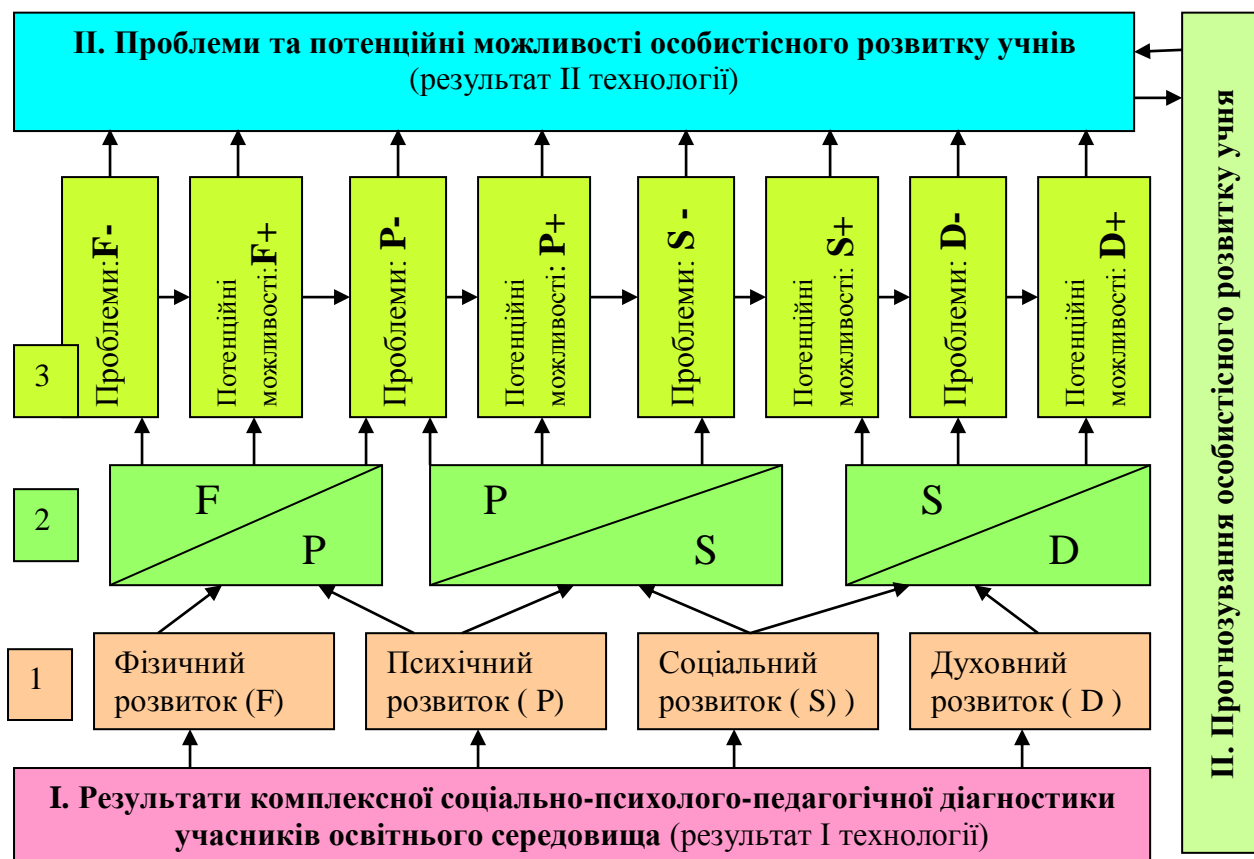 ІІ. Проблеми та потенційні можливості особистісного розвитку учнів
(результат ІІ технології)
Проблеми:F-
Потенційні
можливості:F+
Проблеми: P-
Потенційні
можливості: P+
Проблеми: S -
Потенційні
можливості: S+
Проблеми: D-
Потенційні
можливості: D+
3
2
F
P
P
S
S
D
1
Фізичний
розвиток (F)
Психічний
розвиток ( P)
Соціальний
розвиток ( S) )
Духовний
розвиток ( D )
І. Результати комплексної соціально-психолого-педагогічної діагностики
учасників освітнього середовища (результат І технології)
ІІ. Прогнозування особистісного розвитку учня